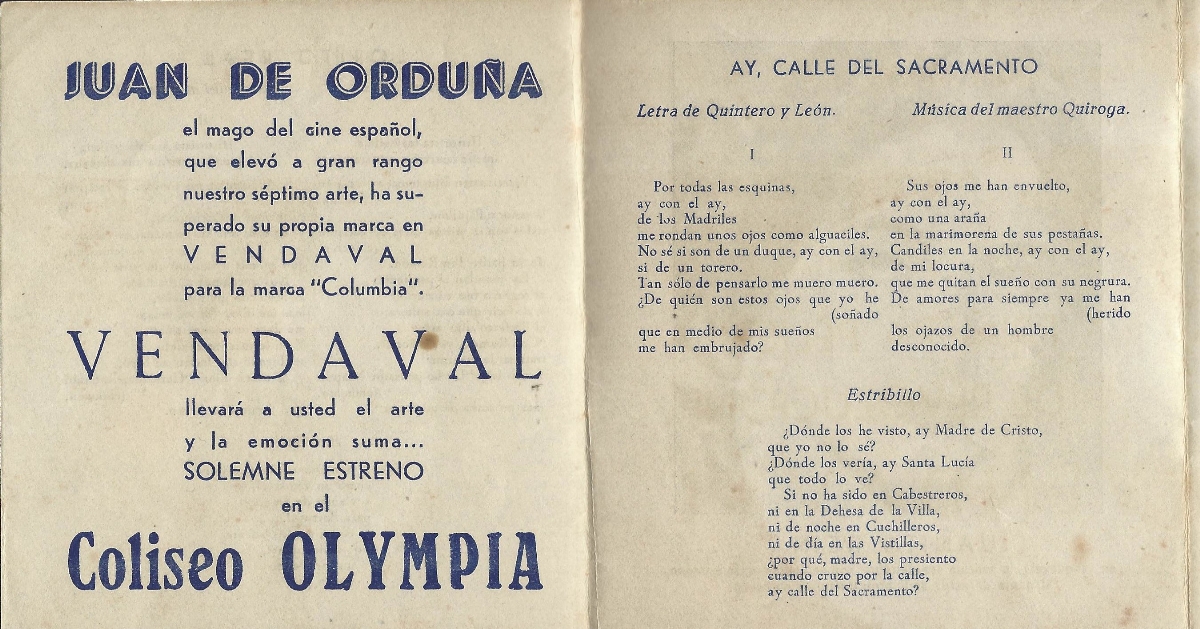 JUAN DE ORDUÑA
el mago del cine español,
que elevó a gran rango
nuestro séptimo arte, ha su-
perado su propia marca en
VENDAVAL
para la marca "Columbia".
VENDAVAL
llevará a usted el arte
y la emoción suma...
SOLEMNE ESTRENO
en el
Coliseo OLYMPIA
AY, CALLE DEL SACRAMENTO
Letra de Quintero y León.
Música del maestro Quiroga.
I
Por todas las esquinas,
ay con el ay,
de los Madriles
me rondan unos ojos como alguaciles.
No sé si son de un duque, ay con el ay,
si de un torero.
Tan sólo de pensarlo me muero muero.
¿De quién son estos ojos que yo he
(soñado
que en medio de mis sueños
me han embrujado?
II
Sus ojos me han envuelto,
ay con el ay,
como una araña
en la marimorena de sus pestañas.
Candiles en la noche, ay con el ay,
de mi locura,
que me quitan el sueño con su negrura.
De amores para siempre ya me han
(herido
los ojazos de un hombre
desconocido.
Estribillo
¿Dónde los he visto, ay Madre de Cristo,
que yo no lo sé?
¿Dónde los vería, ay Santa Lucía
que todo lo ve?
Si no ha sido en Cabestreros,
ni en la Dehesa de la Villa,
ni de noche en Cuchilleros,
ni de día en las Vistillas,
¿por qué, madre, los presiento
cuando cruzo por la calle,
ay calle del Sacramento?